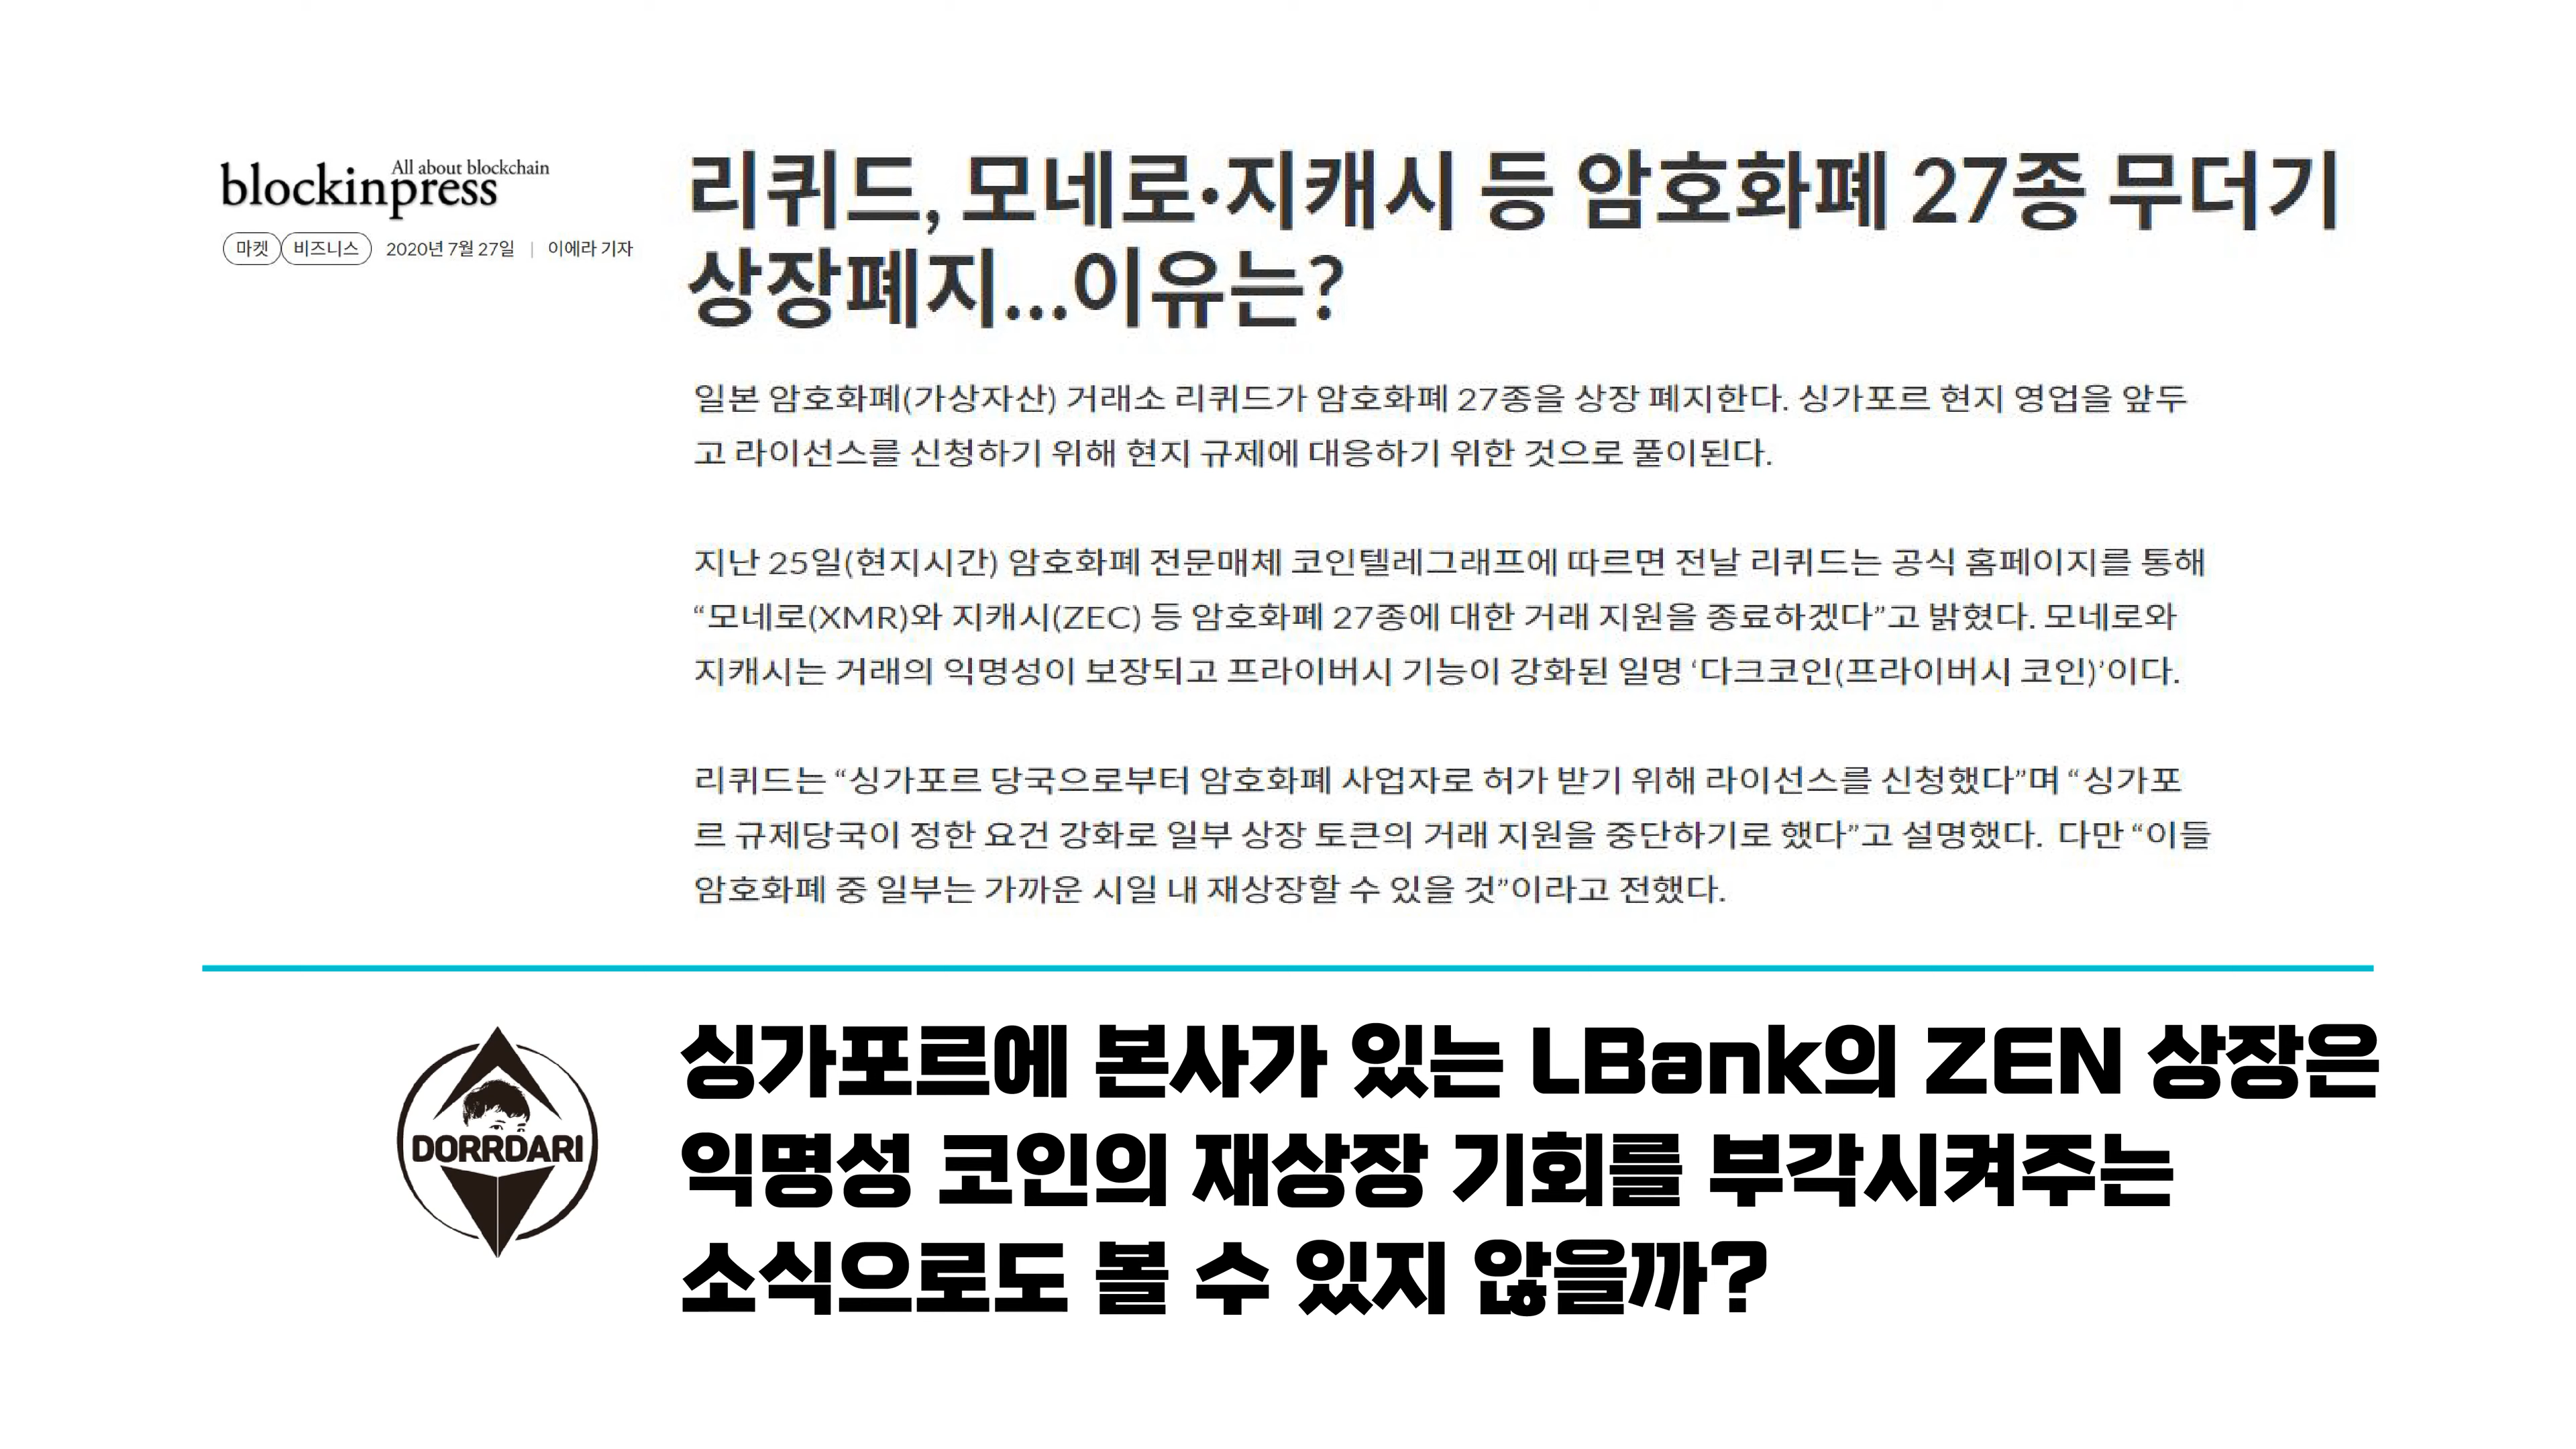 All about blockchain
blockinpress
마켓 비즈니스 2020년 7월 27일 | 이에라 기자
리퀴드, 모네로·지캐시 등 암호화폐 27종 무더기
상장폐지...이유는?
일본 암호화폐(가상자산) 거래소 리퀴드가 암호화폐 27종을 상장 폐지한다. 싱가포르 현지 영업을 앞두
고 라이선스를 신청하기 위해 현지 규제에 대응하기 위한 것으로 풀이된다.
지난 25일(현지시간) 암호화폐 전문매체 코인텔레그래프에 따르면 전날 리퀴드는 공식 홈페이지를 통해
“모네로(XMR)와 지캐시(ZEC) 등 암호화폐 27종에 대한 거래 지원을 종료하겠다”고 밝혔다. 모네로와
지캐시는 거래의 익명성이 보장되고 프라이버시 기능이 강화된 일명 ‘다크코인(프라이버시 코인)’이다.
리퀴드는 “싱가포르 당국으로부터 암호화폐 사업자로 허가 받기 위해 라이선스를 신청했다”며 “싱가포
르 규제당국이 정한 요건 강화로 일부 상장 토큰의 거래 지원을 중단하기로 했다”고 설명했다. 다만 “이들
암호화폐 중 일부는 가까운 시일 내 재상장할 수 있을 것”이라고 전했다.
DORRDARI
싱가포르에 본사가 있는 LBank의 ZEN 상장은
익명성 코인의 재상장 기회를 부각시켜주는
소식으로도 볼 수 있지 않을까?